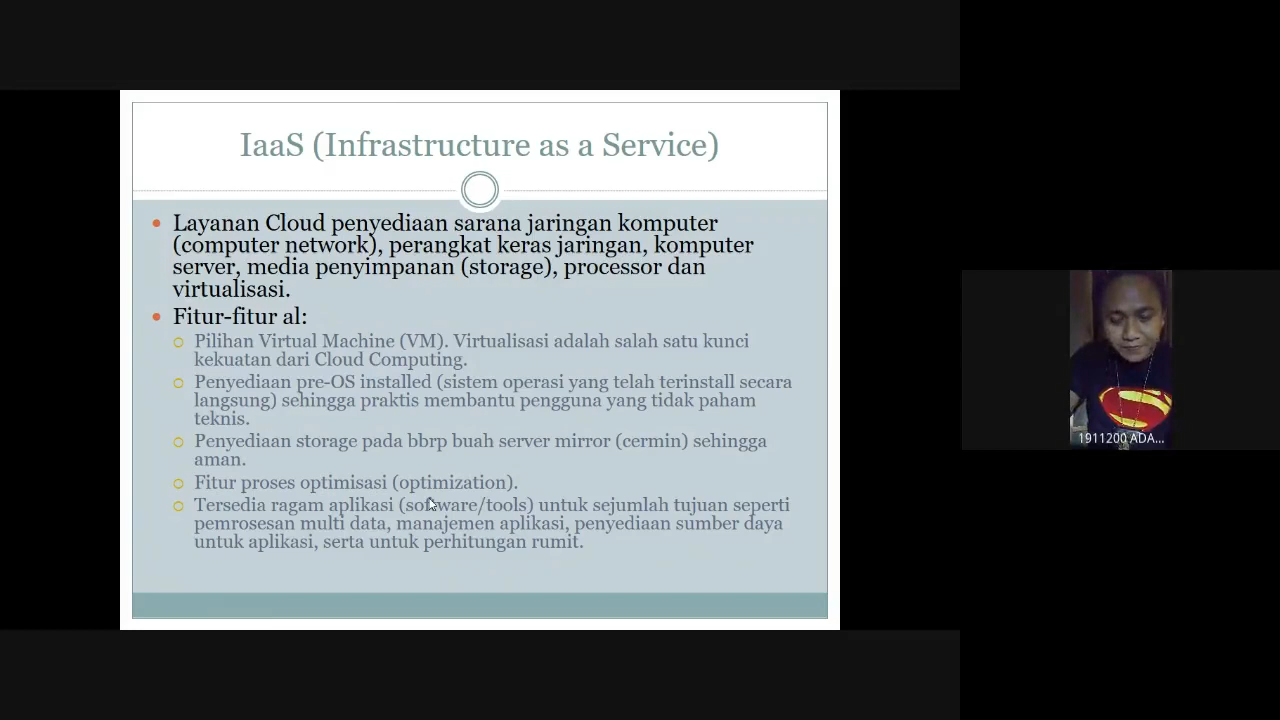 IaaS (Infrastructure as a Service)
Layanan Cloud penyediaan sarana jaringan komputer
(computer network), perangkat keras jaringan, komputer
server, media penyimpanan (storage), processor dan
virtualisasi.
Fitur-fitur al:
Pilihan Virtual Machine (VM). Virtualisasi adalah salah satu kunci
kekuatan dari Cloud Computing.
Penyediaan pre-OS installed (sistem operasi yang telah terinstall secara
langsung) sehingga praktis membantu pengguna yang tidak paham
teknis.
Penyediaan storage pada bbrp buah server mirror (cermin) sehingga
aman.
Fitur proses optimisasi (optimization).
Tersedia ragam aplikasi (software/tools) untuk sejumlah tujuan seperti
pemrosesan multi data, manajemen aplikasi, penyediaan sumber daya
untuk aplikasi, serta untuk perhitungan rumit.
1911200 ADA...